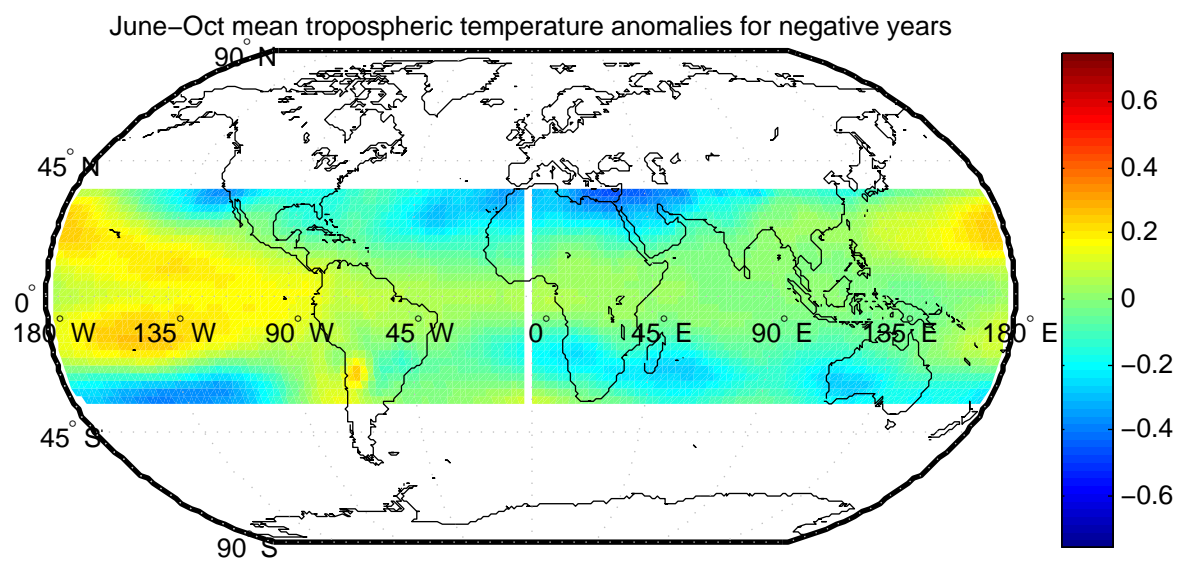 June−Oct mean tropospheric temperature anomalies for negative years
90° N
45° N
0°
180° W 135° W 90° W 45° W 0° 45° E 90° E 135° E 180° E
45° S
90° S
0.6
0.4
0.2
0
−0.2
−0.4
−0.6